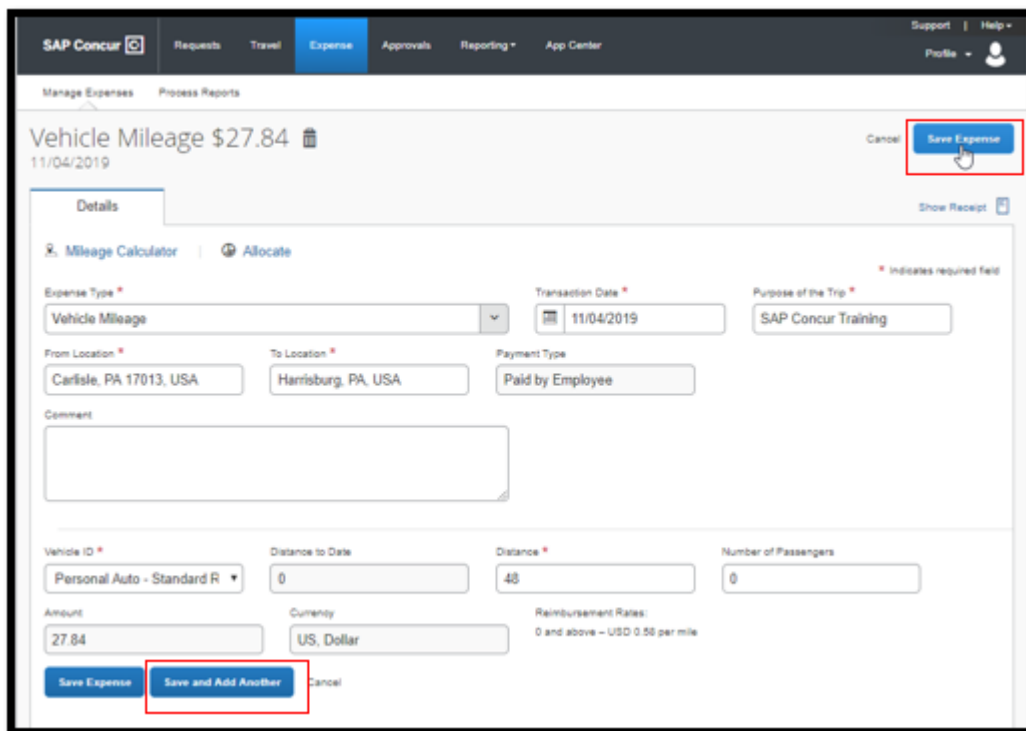 Support | Help
SAP Concur C Requests Travel Expense Approvals Reporting App Center
Profile
Manage Expenses Process Reports
Vehicle Mileage $27.84
Cancel Save Expense
11/04/2019
Details
Show Receipt
Mileage Calculator | Allocate
* Indicates required field
Expense Type * Transaction Date * Purpose of the Trip *
Vehicle Mileage 11/04/2019 SAP Concur Training
From Location * To Location * Payment Type
Carlisle, PA 17013, USA Harrisburg, PA, USA Paid by Employee
Comment
Vehicle ID * Distance to Date Distance * Number of Passengers
Personal Auto - Standard R 0 48 0
Amount Currency Reimbursement Rates:
27.84 US, Dollar 0 and above – USD 0.58 per mile
Save Expense Save and Add Another Cancel